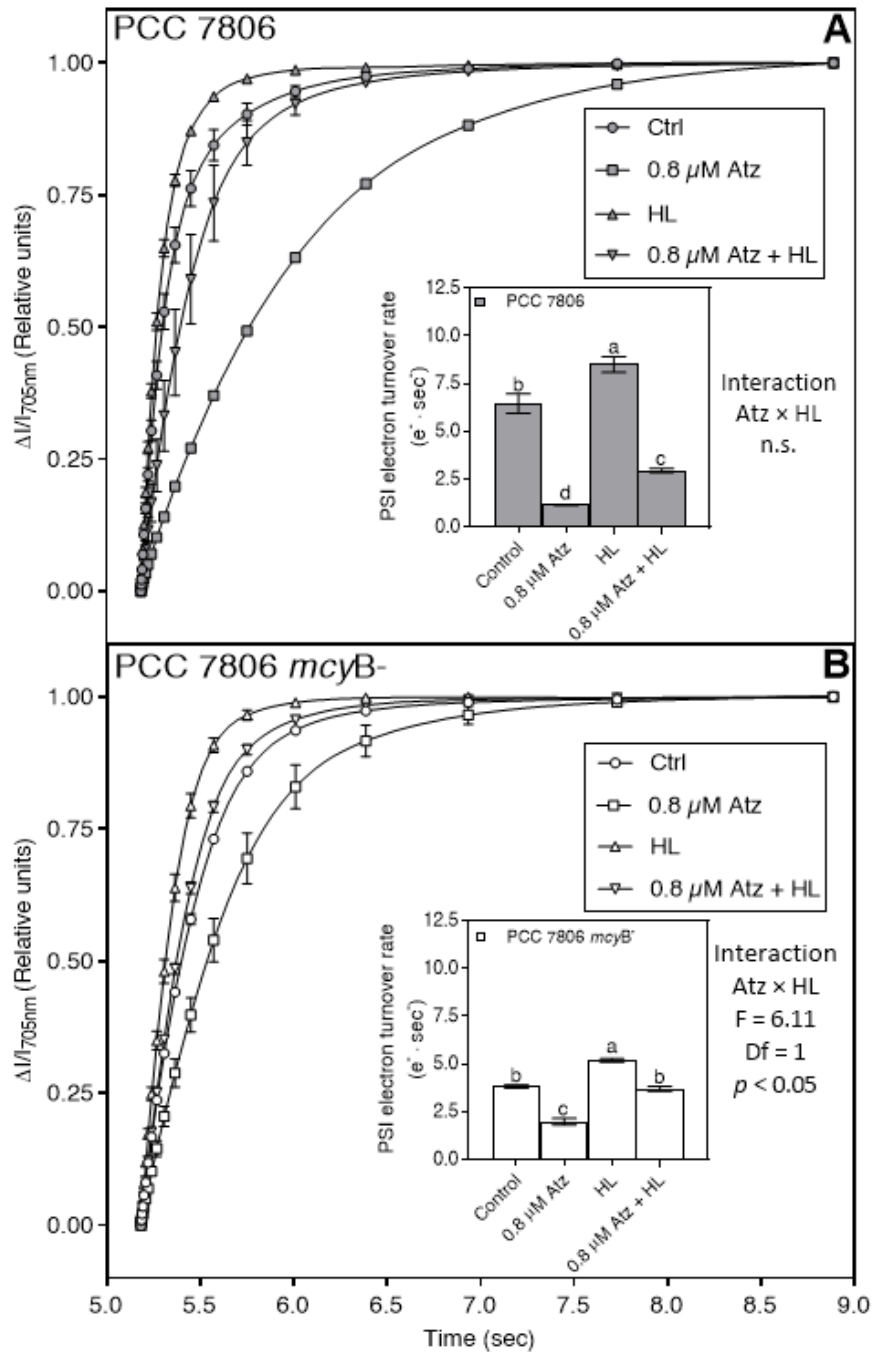 PCC 7806
A
1.00
0.75
0.50
0.25
0.00
ΔI/I705nm (Relative units)
Ctrl
0.8 µM Atz
HL
0.8 µM Atz + HL
12.5
10.0
7.5
5.0
2.5
0.0
PSI electron turnover rate
(e- · sec-)
PCC 7806
b
d
a
c
Control
0.8 µM Atz
HL
0.8 µM Atz + HL
Interaction
Atz × HL
n.s.
PCC 7806 mcyB-
B
1.00
0.75
0.50
0.25
0.00
ΔI/I705nm (Relative units)
Ctrl
0.8 µM Atz
HL
0.8 µM Atz + HL
12.5
10.0
7.5
5.0
2.5
0.0
PSI electron turnover rate
(e- · sec-)
PCC 7806 mcyB-
b
c
a
b
Control
0.8 µM Atz
HL
0.8 µM Atz + HL
Interaction
Atz × HL
F = 6.11
Df = 1
p < 0.05
5.0 5.5 6.0 6.5 7.0 7.5 8.0 8.5 9.0
Time (sec)